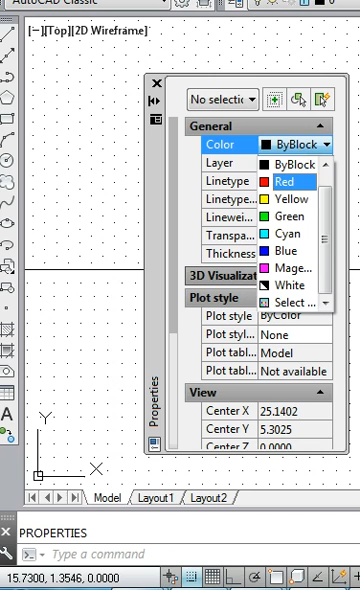 AutoCAD Classic
0
[−][Top][2D Wireframe]
No selectic
General
Color ByBlock
Layer ByBlock
Linetype Red
Linetype... Yellow
Linewei... Green
Transpa... Cyan
Thickness Blue
3D Visualizat Mage...
White
Plot style Select ...
Plot style ByColor
Plot styl... None
Plot tabl... Model
Plot tabl... Not available
View
Center X 25.1402
Center Y 5.3025
Center Z 0.0000
Properties
Y
X
A
Model Layout1 Layout2
PROPERTIES
Type a command
15.7300, 1.3546, 0.0000